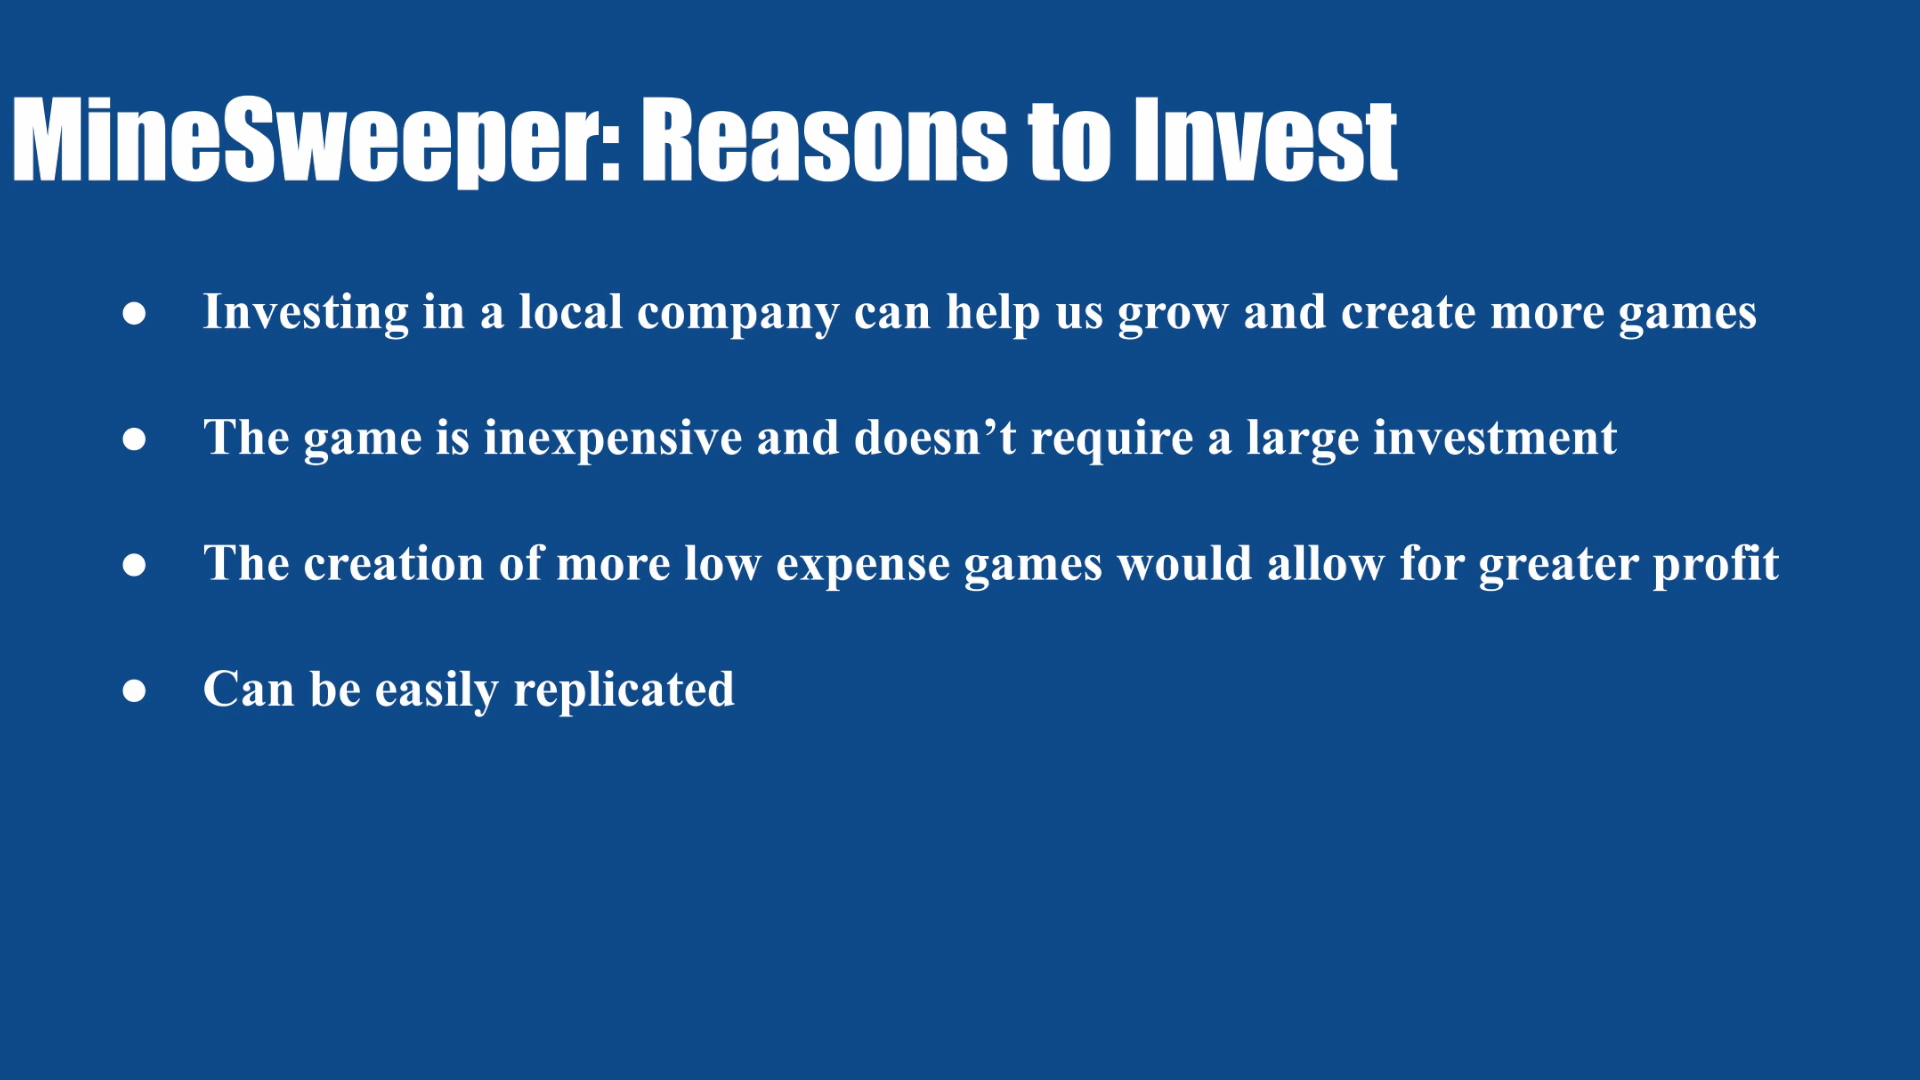 MineSweeper: Reasons to Invest
● Investing in a local company can help us grow and create more games
● The game is inexpensive and doesn’t require a large investment
● The creation of more low expense games would allow for greater profit
● Can be easily replicated